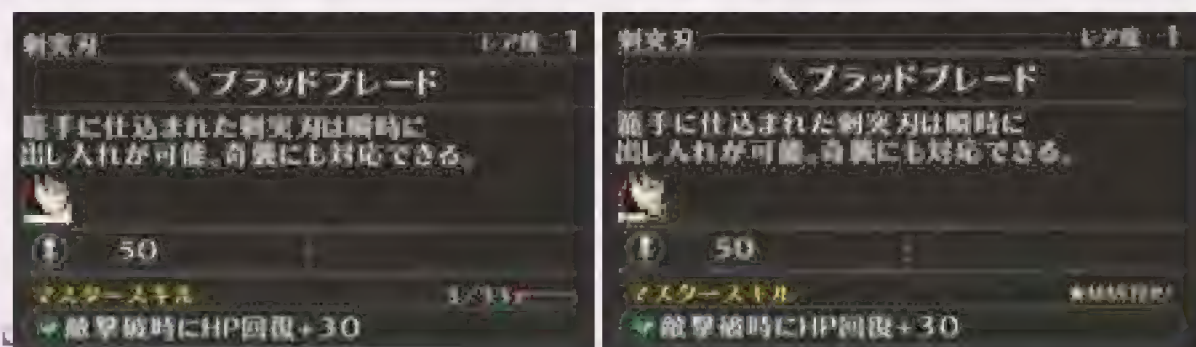 刺突刃 レア度 1
ブラッドブレード
籠手に仕込まれた刺突刃は瞬時に
出し入れが可能。奇襲にも対応できる。
50
マスタースキル
敵撃破時にHP回復+30
刺突刃 レア度 1
ブラッドブレード
籠手に仕込まれた刺突刃は瞬時に
出し入れが可能。奇襲にも対応できる。
50
マスタースキル
敵撃破時にHP回復+30